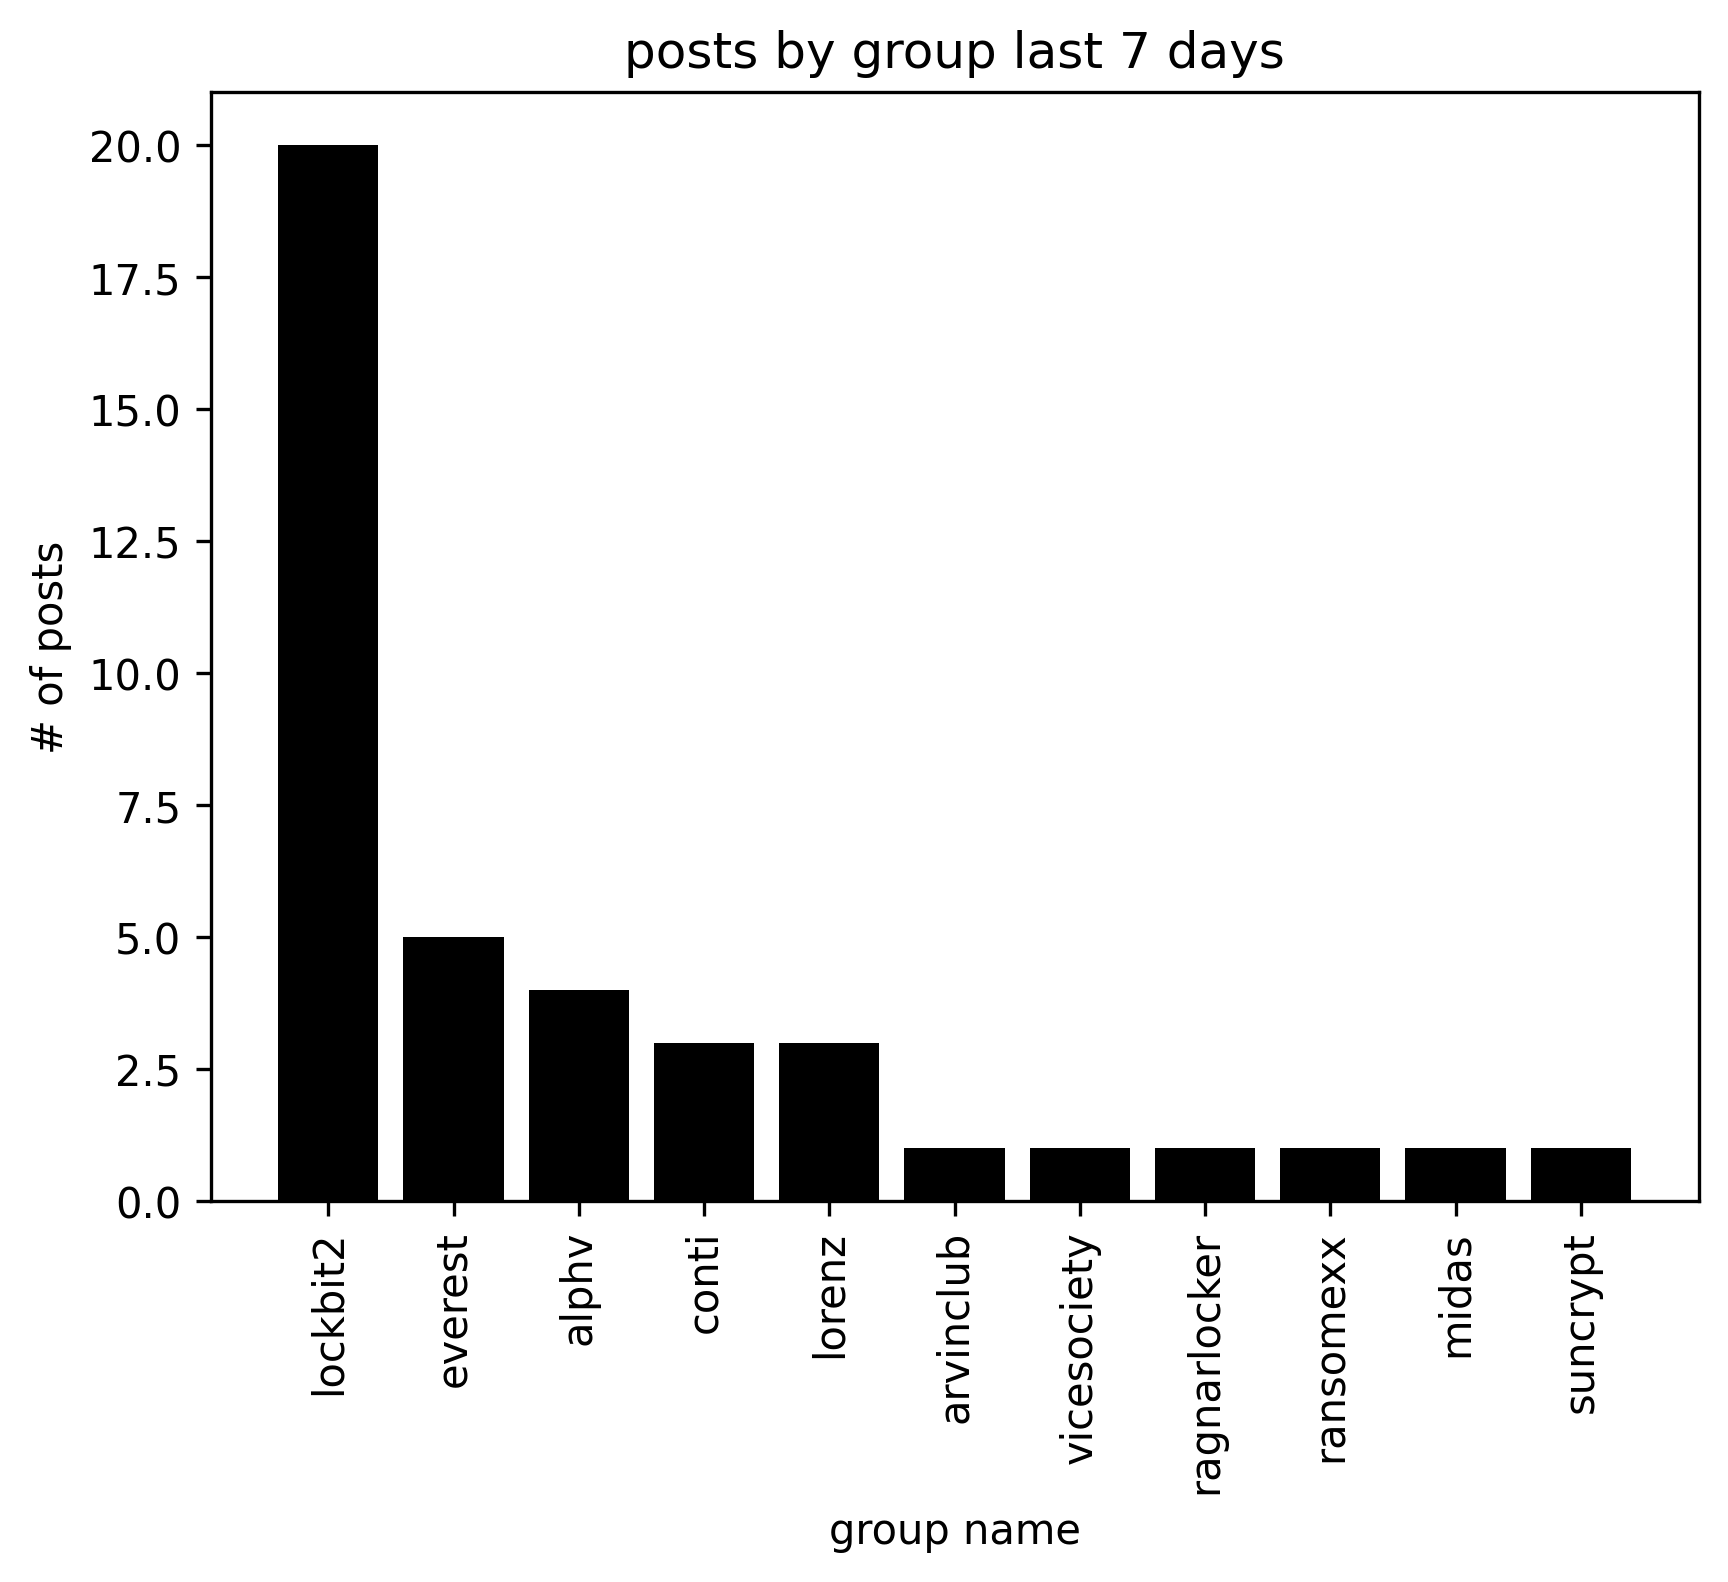 posts by group last 7 days
20.0
17.5
15.0
12.5
10.0
7.5
5.0
2.5
0.0
# of posts
lockbit2
everest
alphv
conti
lorenz
arvinclub
vicesociety
ragnarlocker
ransomexx
midas
suncrypt
group name